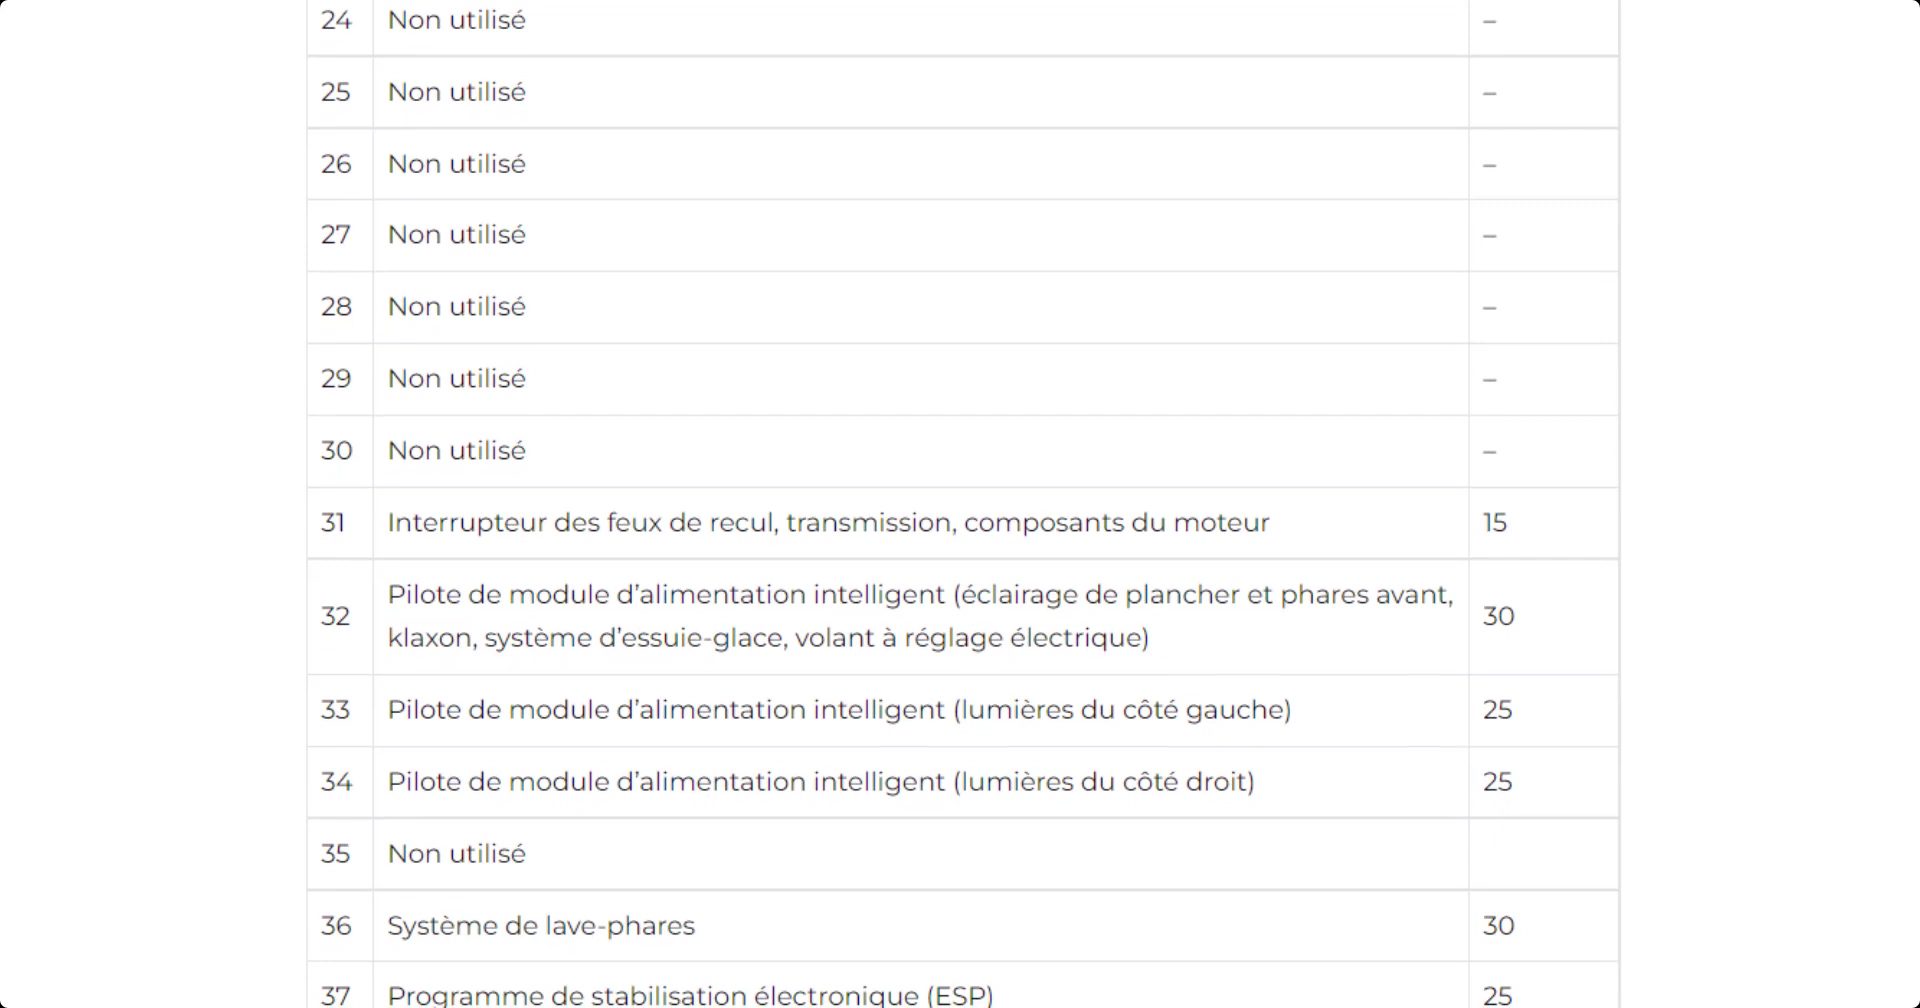 24 Non utilisé –
25 Non utilisé –
26 Non utilisé –
27 Non utilisé –
28 Non utilisé –
29 Non utilisé –
30 Non utilisé –
31 Interrupteur des feux de recul, transmission, composants du moteur 15
32 Pilote de module d’alimentation intelligent (éclairage de plancher et phares avant,
klaxon, système d’essuie-glace, volant à réglage électrique) 30
33 Pilote de module d’alimentation intelligent (lumières du côté gauche) 25
34 Pilote de module d’alimentation intelligent (lumières du côté droit) 25
35 Non utilisé
36 Système de lave-phares 30
37 Programme de stabilisation électronique (ESP) 25